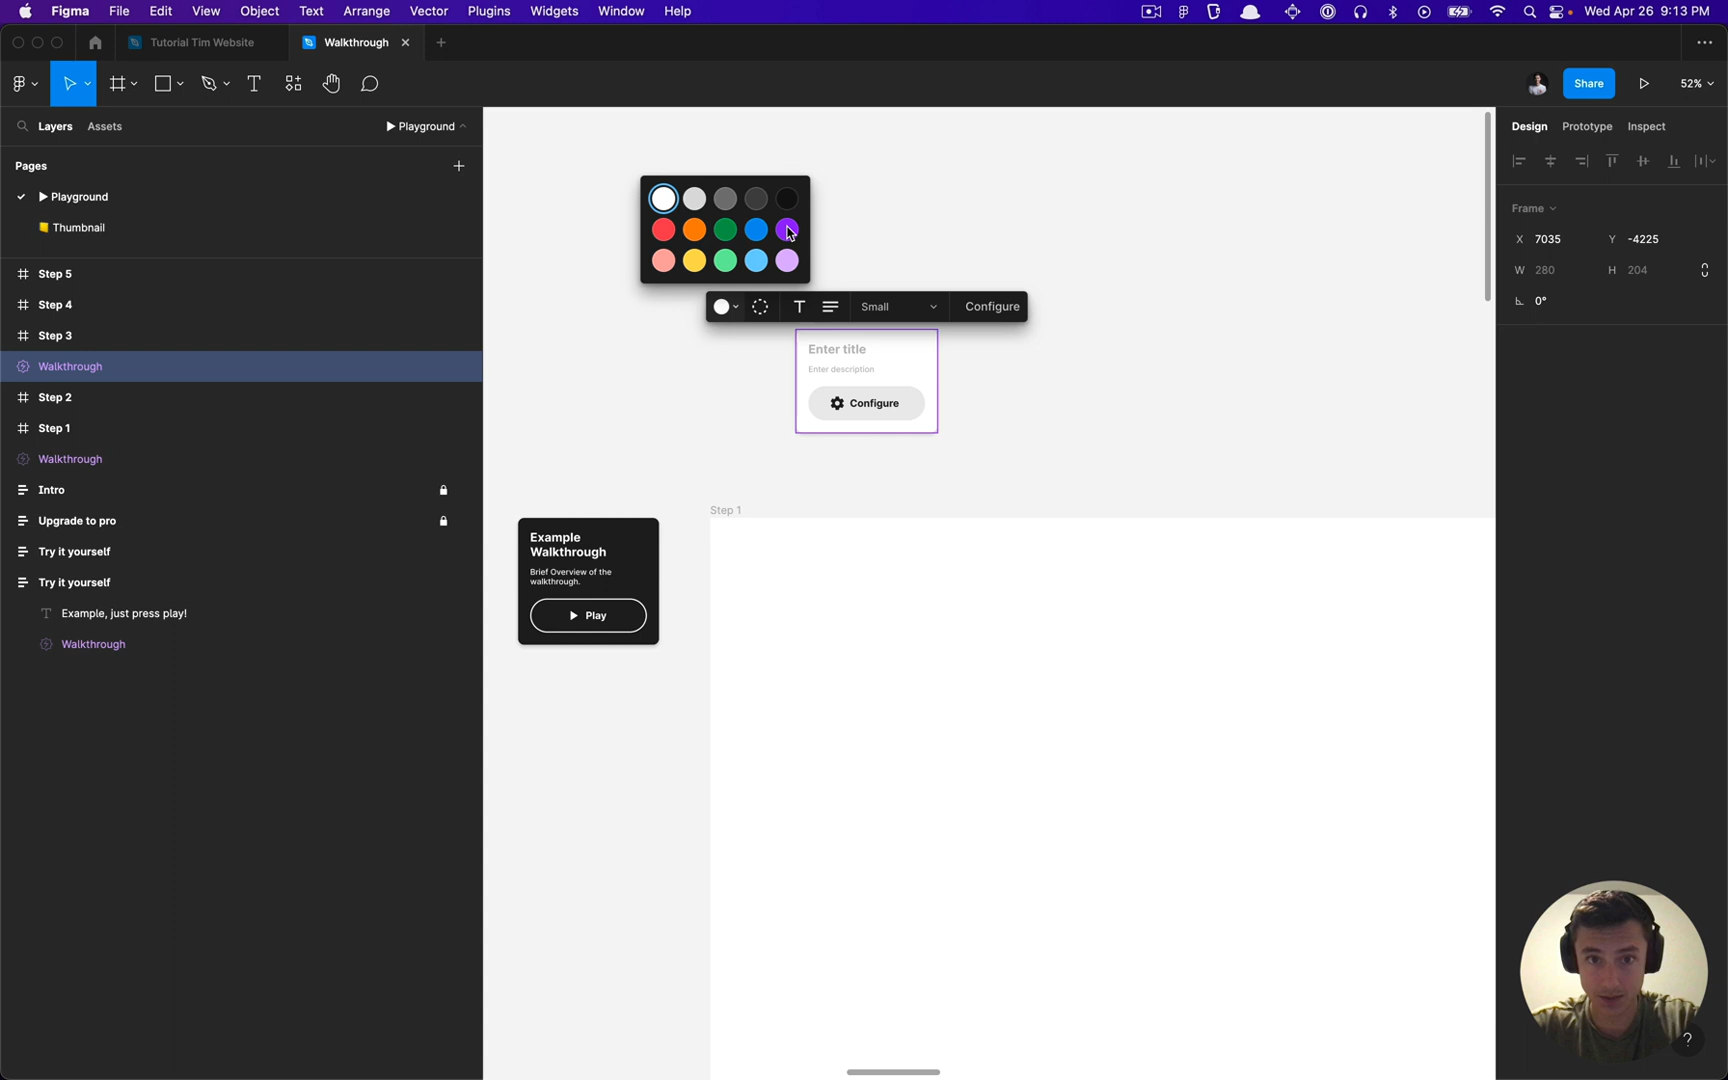 Figma File Edit View Object Text Arrange Vector Plugins Widgets Window Help Wed Apr 26 9:13 PM
Tutorial Tim Website Walkthrough
Share 52%
Layers Assets Playground
Pages
Playground
Thumbnail
Step 5
Step 4
Step 3
Walkthrough
Step 2
Step 1
Walkthrough
Intro
Upgrade to pro
Try it yourself
Try it yourself
Example, just press play!
Walkthrough
Small Configure
Enter title
Enter description
Configure
Step 1
Example
Walkthrough
Brief Overview of the
walkthrough.
Play
Design Prototype Inspect
Frame
X 7035 Y -4225
W 280 H 204
0°
?